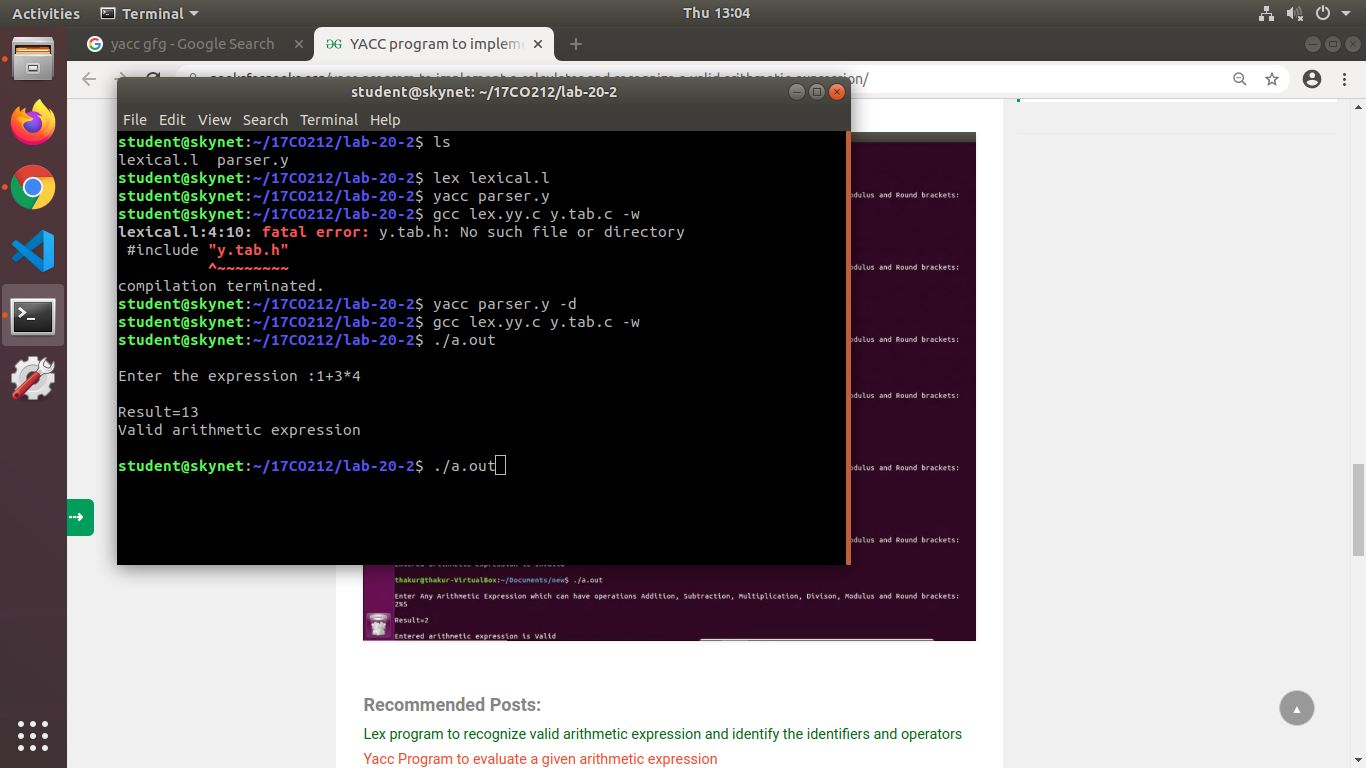 Activities Terminal Thu 13:04
yacc gfg - Google Search YACC program to implem
student@skynet: ~/17CO212/lab-20-2
File Edit View Search Terminal Help
student@skynet:~/17CO212/lab-20-2$ ls
lexical.l parser.y
student@skynet:~/17CO212/lab-20-2$ lex lexical.l
student@skynet:~/17CO212/lab-20-2$ yacc parser.y
student@skynet:~/17CO212/lab-20-2$ gcc lex.yy.c y.tab.c -w
lexical.l:4:10: fatal error: y.tab.h: No such file or directory
#include "y.tab.h"
^~~~~~~~~
compilation terminated.
student@skynet:~/17CO212/lab-20-2$ yacc parser.y -d
student@skynet:~/17CO212/lab-20-2$ gcc lex.yy.c y.tab.c -w
student@skynet:~/17CO212/lab-20-2$ ./a.out
Enter the expression :1+3*4
Result=13
Valid arithmetic expression
student@skynet:~/17CO212/lab-20-2$ ./a.out
odulus and Round brackets:
odulus and Round brackets:
odulus and Round brackets:
odulus and Round brackets:
odulus and Round brackets:
odulus and Round brackets:
thakur@thakur-VirtualBox:~/Documents/new$ ./a.out
Enter Any Arithmetic Expression which can have operations Addition, Subtraction, Multiplication, Divison, Modulus and Round brackets:
2%5
Result=2
Entered arithmetic expression is Valid
Recommended Posts:
Lex program to recognize valid arithmetic expression and identify the identifiers and operators
Yacc Program to evaluate a given arithmetic expression